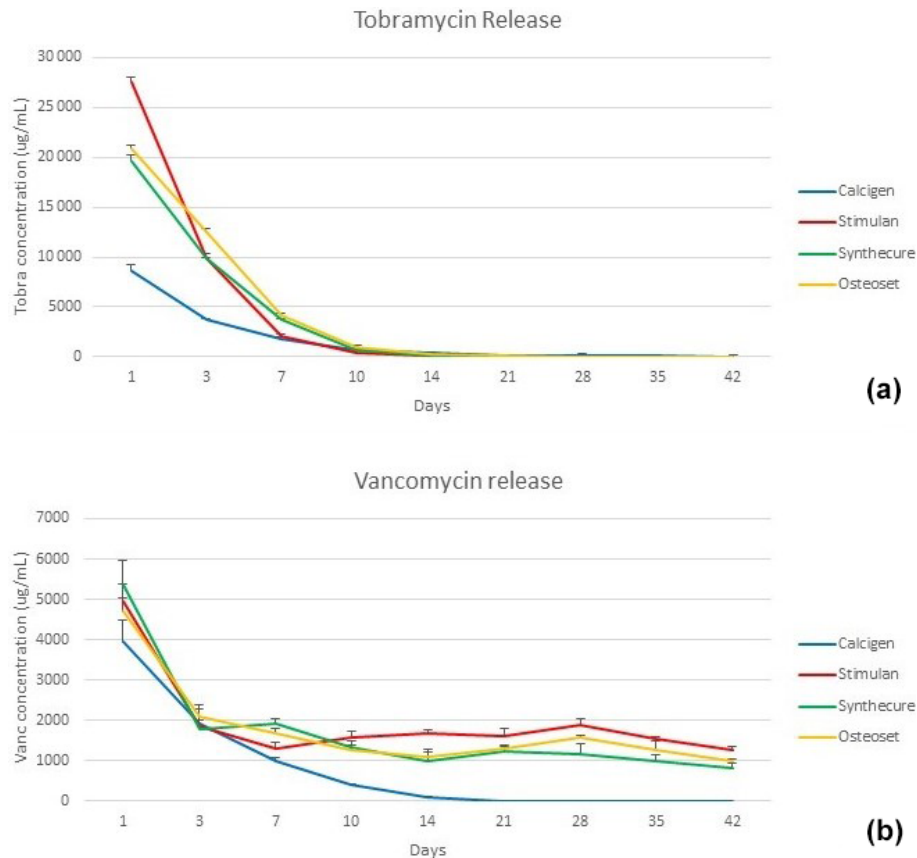 Tobramycin Release
Tobra concentration (ug/mL)
30 000
25 000
20 000
15 000
10 000
5000
0
1 3 7 10 14 21 28 35 42
Days
Calcigen
Stimulan
Synthecure
Osteoset
(a)
Vancomycin release
Vanc concentration (ug/mL)
7000
6000
5000
4000
3000
2000
1000
0
1 3 7 10 14 21 28 35 42
Days
Calcigen
Stimulan
Synthecure
Osteoset
(b)